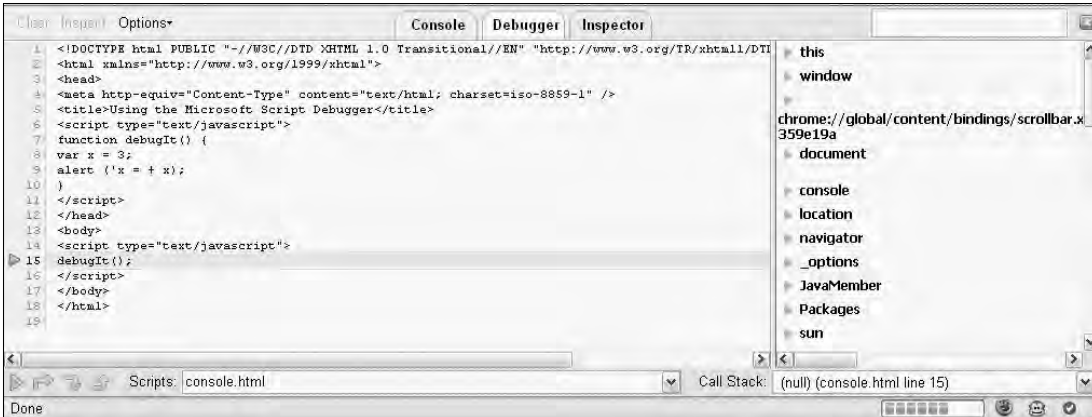 Clear Inspect Options
Console Debugger Inspector
1 <!DOCTYPE html PUBLIC "-//W3C//DTD XHTML 1.0 Transitional//EN" "http://www.w3.org/TR/xhtml1/DTD
2 <html xmlns="http://www.w3.org/1999/xhtml">
3 <head>
4 <meta http-equiv="Content-Type" content="text/html; charset=iso-8859-1" />
5 <title>Using the Microsoft Script Debugger</title>
6 <script type="text/javascript">
7 function debugIt() {
8 var x = 3;
9 alert ('x = + x);
10 }
11 </script>
12 </head>
13 <body>
14 <script type="text/javascript">
15 debugIt();
16 </script>
17 </body>
18 </html>
19
this
window
chrome://global/content/bindings/scrollbar.x
359e19a
document
console
location
navigator
_options
JavaMember
Packages
sun
Scripts: console.html
Call Stack: (null) (console.html line 15)
Done